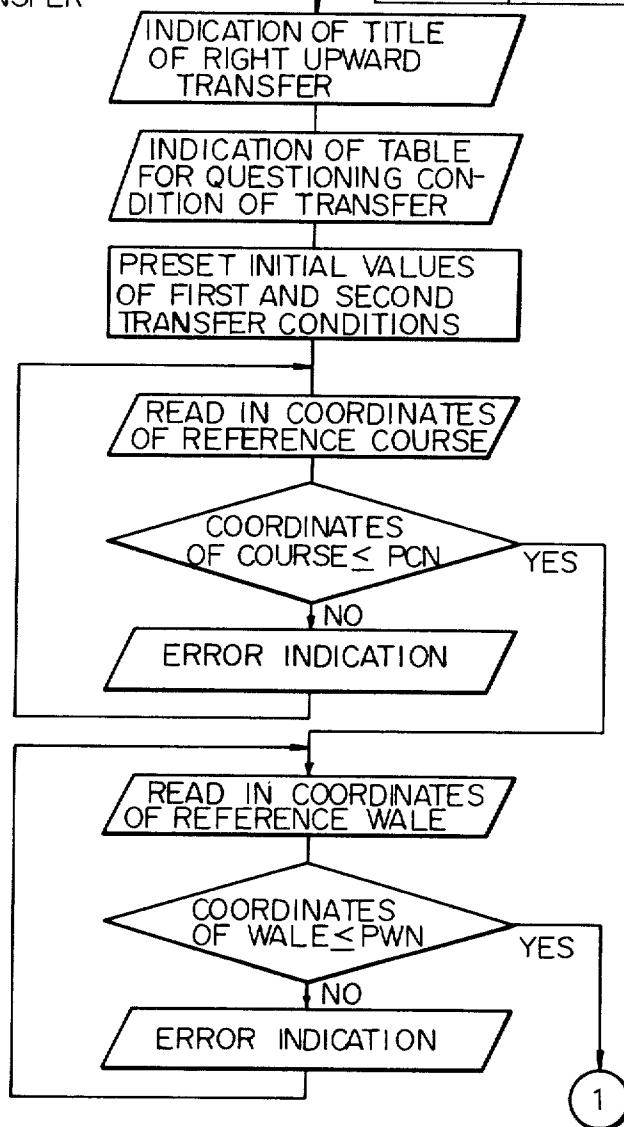 INDICATION OF TITLE
OF RIGHT UPWARD
TRANSFER
INDICATION OF TABLE
FOR QUESTIONING CON-
DITION OF TRANSFER
PRESET INITIAL VALUES
OF FIRST AND SECOND
TRANSFER CONDITIONS
READ IN COORDINATES
OF REFERENCE COURSE
COORDINATES
OF COURSE ≤ PCN
YES
NO
ERROR INDICATION
READ IN COORDINATES
OF REFERENCE WALE
COORDINATES
OF WALE ≤ PWN
YES
NO
ERROR INDICATION
1